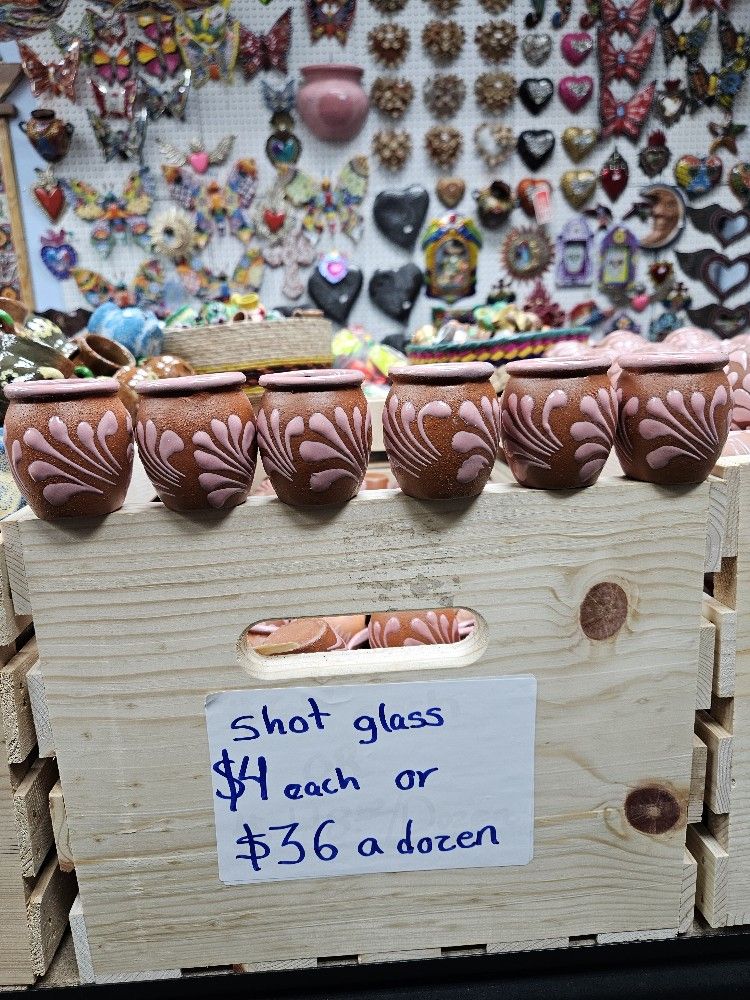 shot glass
$4 each or
$36 a dozen